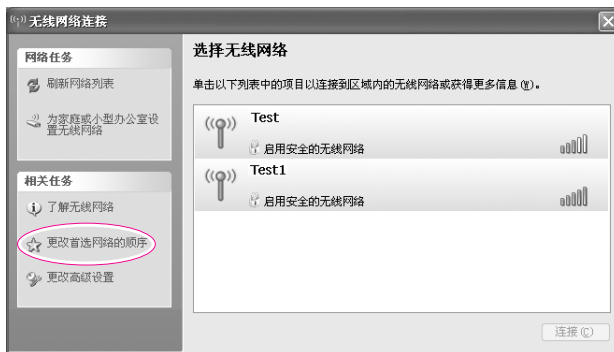 无线网络连接
网络任务
刷新网络列表
为家庭或小型办公室设
置无线网络
相关任务
了解无线网络
更改首选网络的顺序
更改高级设置
选择无线网络
单击以下列表中的项目以连接到区域内的无线网络或获得更多信息(W)。
Test
启用安全的无线网络
Test1
启用安全的无线网络
连接(C)